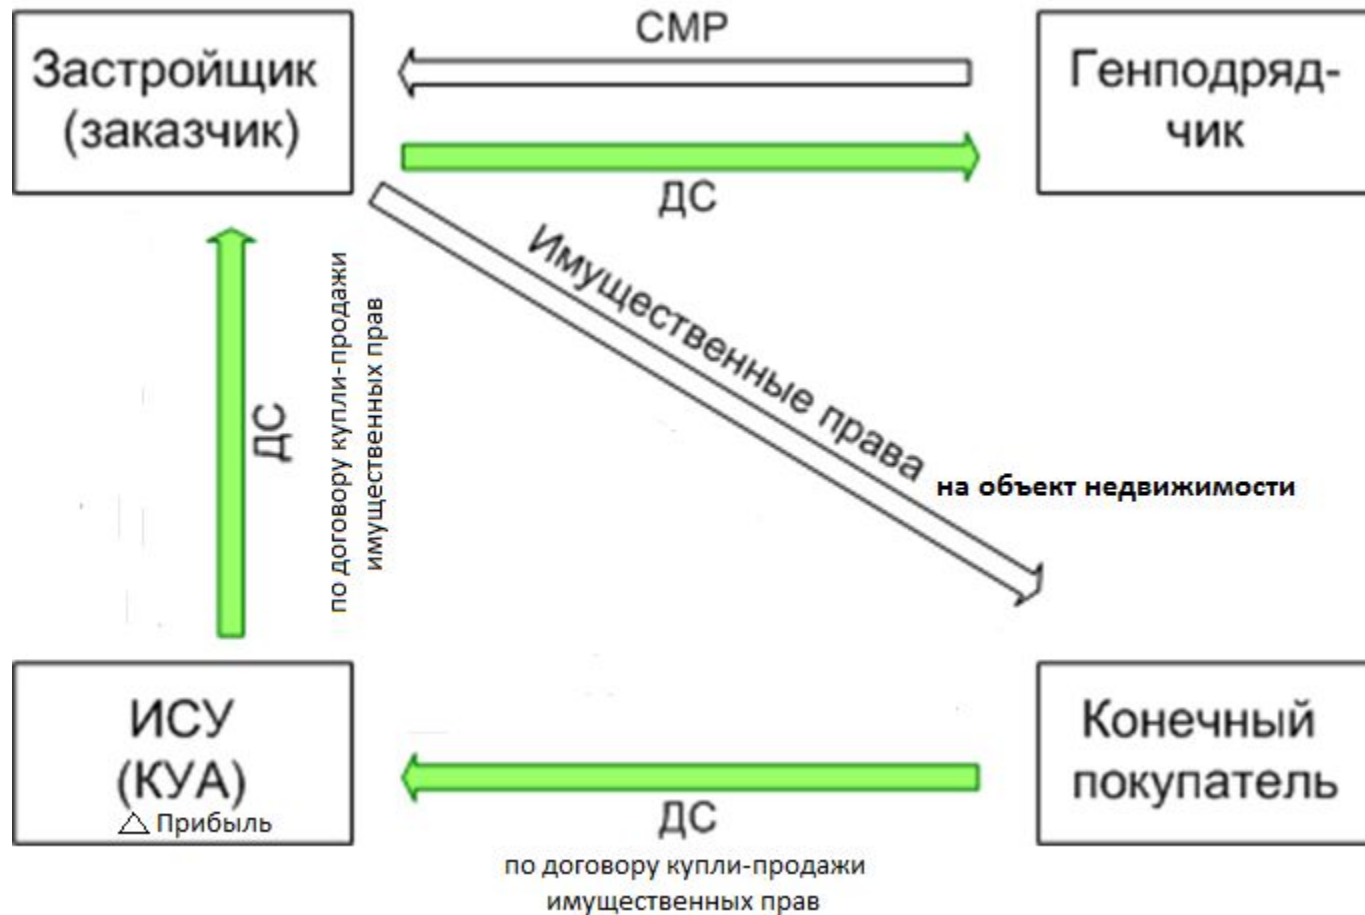 СМР
Застройщик
(заказчик)
Генподряд-
чик
ДС
Имущественные права
на объект недвижимости
ДС
по договору купли-продажи
имущественных прав
ИСУ
(КУА)
△ Прибыль
Конечный
покупатель
ДС
по договору купли-продажи
имущественных прав